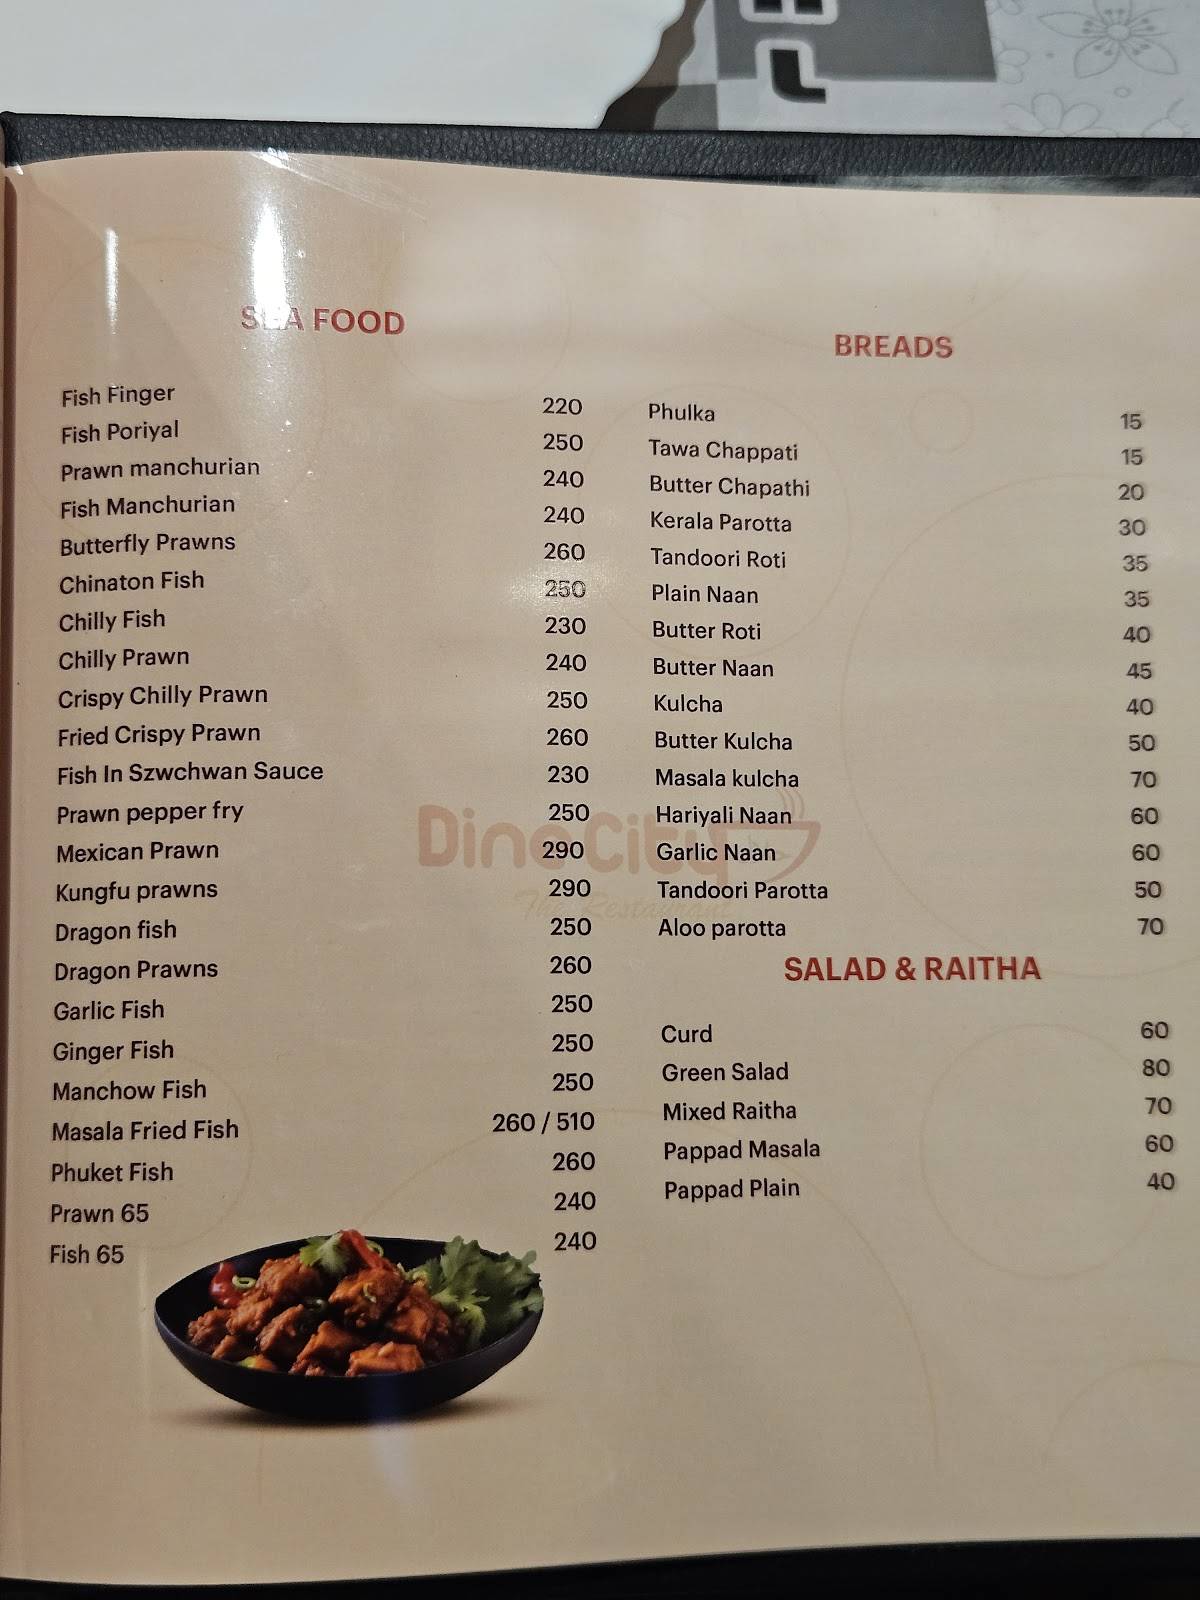 SEA FOOD
Fish Finger 220
Fish Poriyal 250
Prawn manchurian 240
Fish Manchurian 240
Butterfly Prawns 260
Chinaton Fish 250
Chilly Fish 230
Chilly Prawn 240
Crispy Chilly Prawn 250
Fried Crispy Prawn 260
Fish In Szwchwan Sauce 230
Prawn pepper fry 250
Mexican Prawn 290
Kungfu prawns 290
Dragon fish 250
Dragon Prawns 260
Garlic Fish 250
Ginger Fish 250
Manchow Fish 250
Masala Fried Fish 260 / 510
Phuket Fish 260
Prawn 65 240
Fish 65 240
BREADS
Phulka 15
Tawa Chappati 15
Butter Chapathi 20
Kerala Parotta 30
Tandoori Roti 35
Plain Naan 35
Butter Roti 40
Butter Naan 45
Kulcha 40
Butter Kulcha 50
Masala kulcha 70
Hariyali Naan 60
Garlic Naan 60
Tandoori Parotta 50
Aloo parotta 70
SALAD & RAITHA
Curd 60
Green Salad 80
Mixed Raitha 70
Pappad Masala 60
Pappad Plain 40
Dine City
The Restaurant